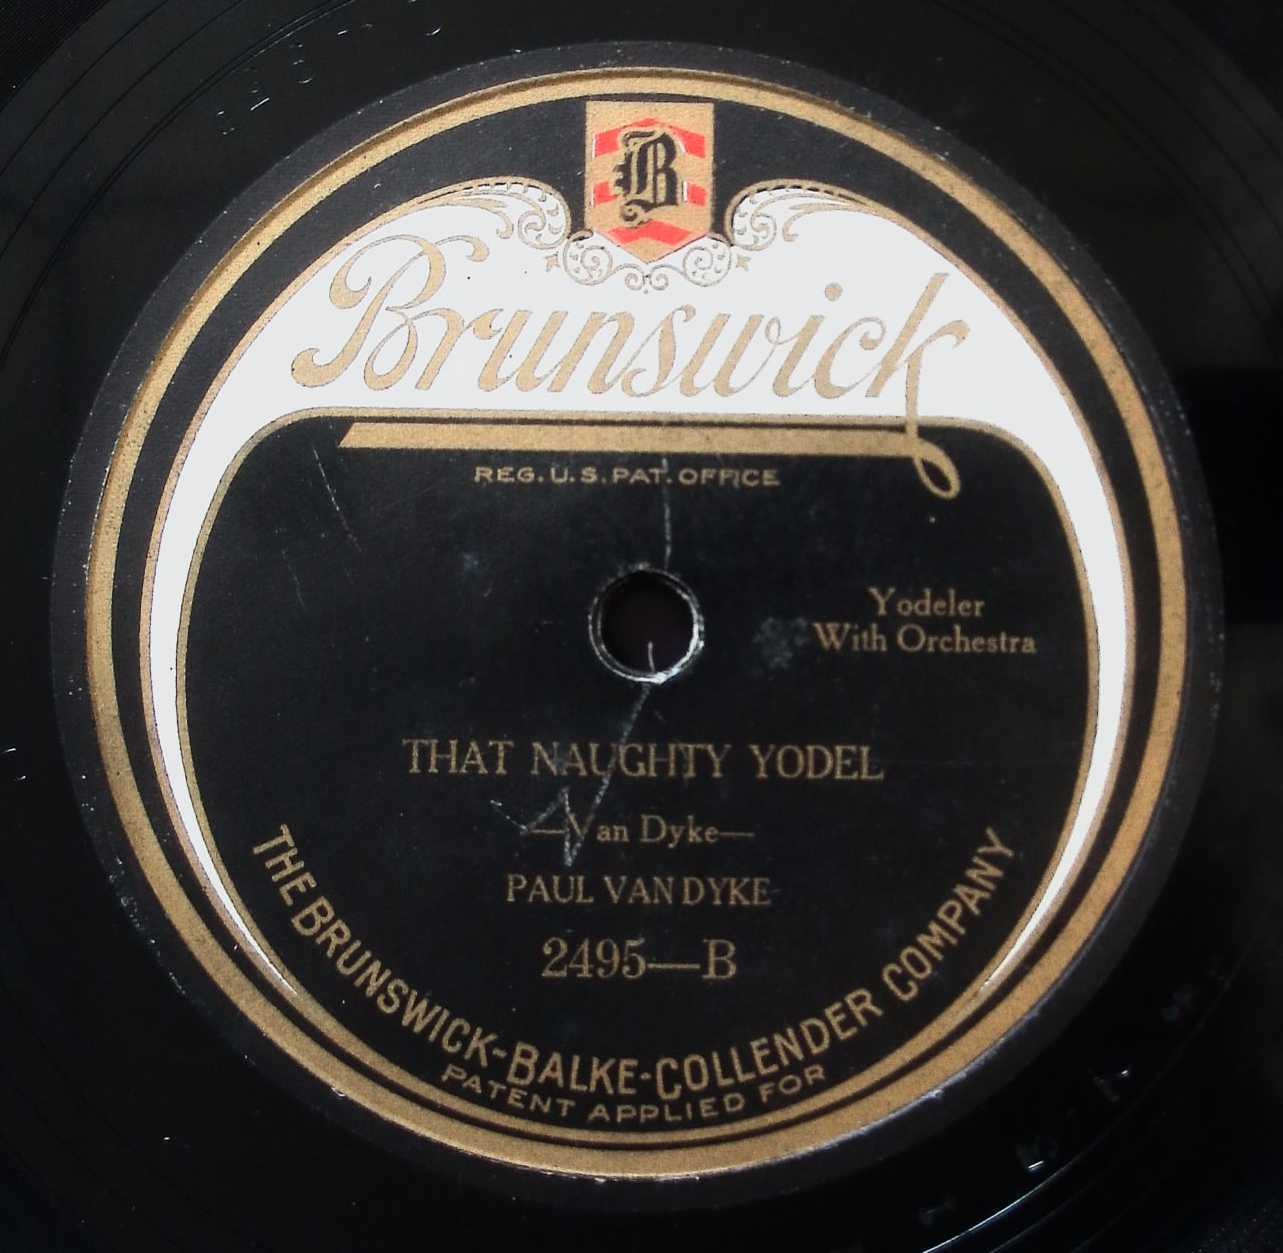 B
Brunswick
REG. U.S. PAT. OFFICE
Yodeler
With Orchestra
THAT NAUGHTY YODEL
—Van Dyke—
PAUL VAN DYKE
2495—B
THE BRUNSWICK-BALKE-COLLENDER COMPANY
PATENT APPLIED FOR